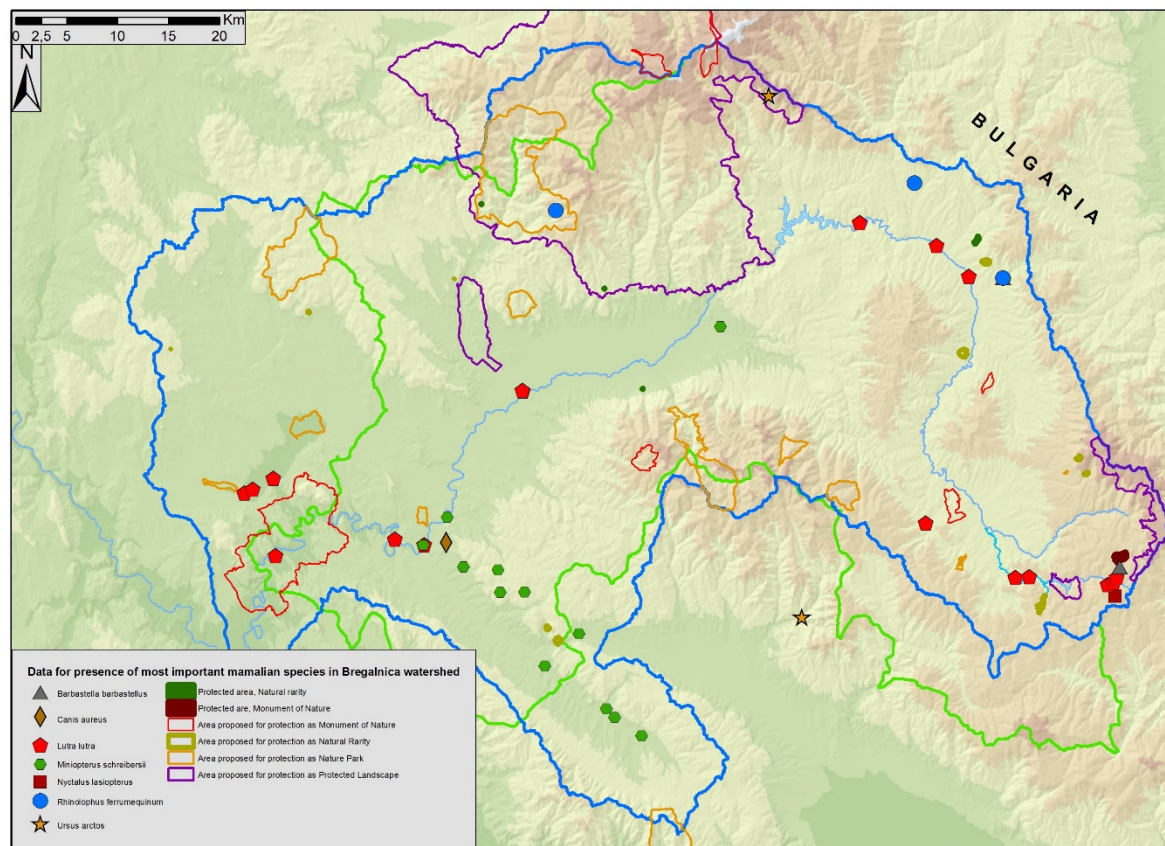 Km
0 2,5 5 10 15 20
N
BULGARIA
Data for presence of most important mamalian species in Bregalnica watershed
Barbastella barbastellus
Canis aureus
Lutra lutra
Miniopterus schreibersii
Nyctalus lasiopterus
Rhinolophus ferrumequinum
Ursus arctos
Protected area, Natural rarity
Protected are, Monument of Nature
Area proposed for protection as Monument of Nature
Area proposed for protection as Natural Rarity
Area proposed for protection as Nature Park
Area proposed for protection as Protected Landscape